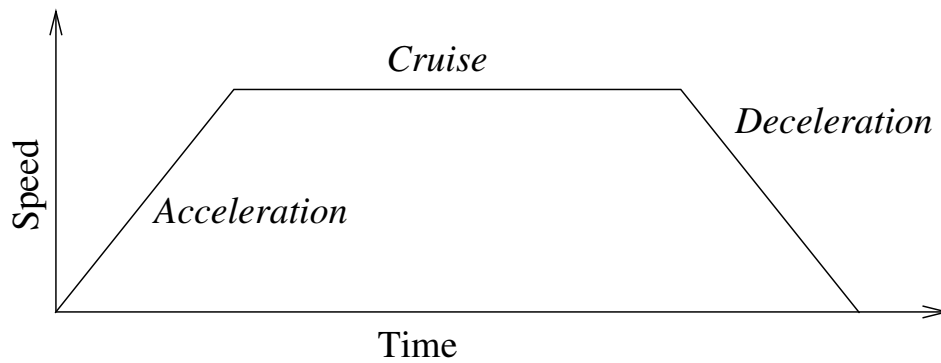 Cruise
Deceleration
Speed
Acceleration
Time